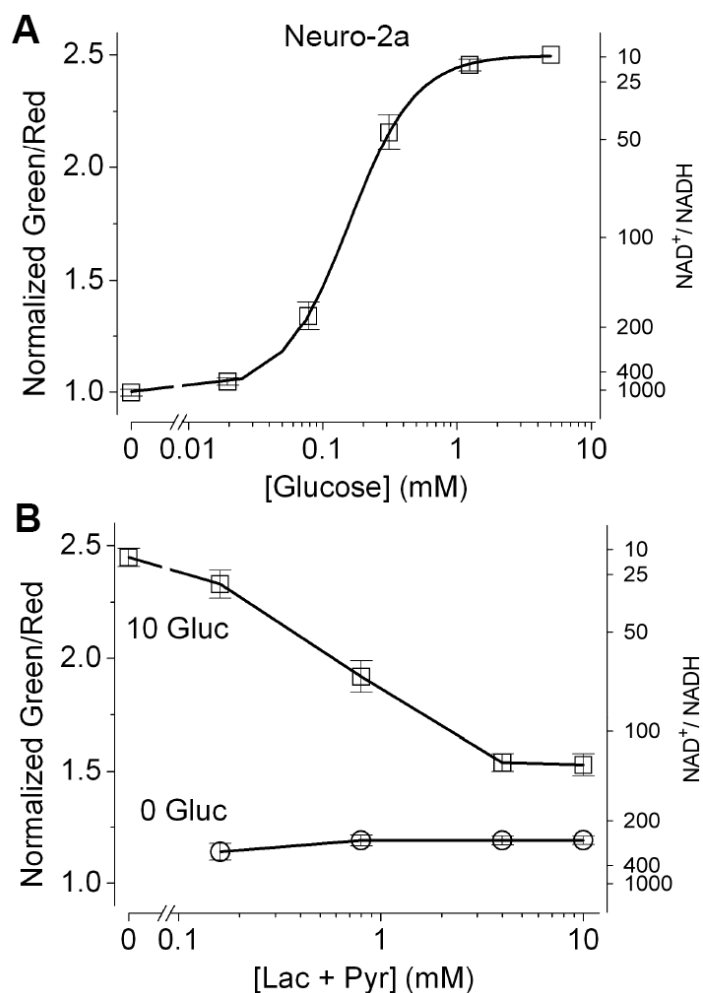 A
Neuro-2a
Normalized Green/Red
2.5
2.0
1.5
1.0
10
25
50
100
200
400
1000
NAD⁺/ NADH
0 0.01 0.1 1 10
[Glucose] (mM)
B
Normalized Green/Red
2.5
2.0
1.5
1.0
10 Gluc
0 Gluc
10
25
50
100
200
400
1000
NAD⁺/ NADH
0 0.1 1 10
[Lac + Pyr] (mM)